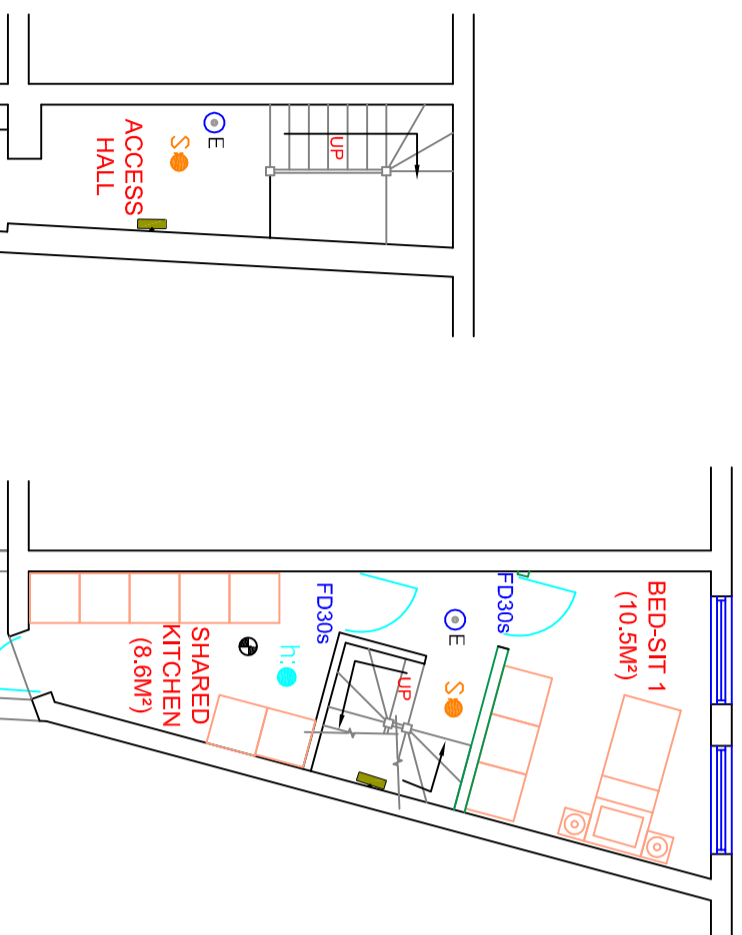 E
S
ACCESS
HALL
UP
BED-SIT 1
(10.5M²)
FD30s
E
S
UP
FD30s
h:
SHARED
KITCHEN
(8.6M²)